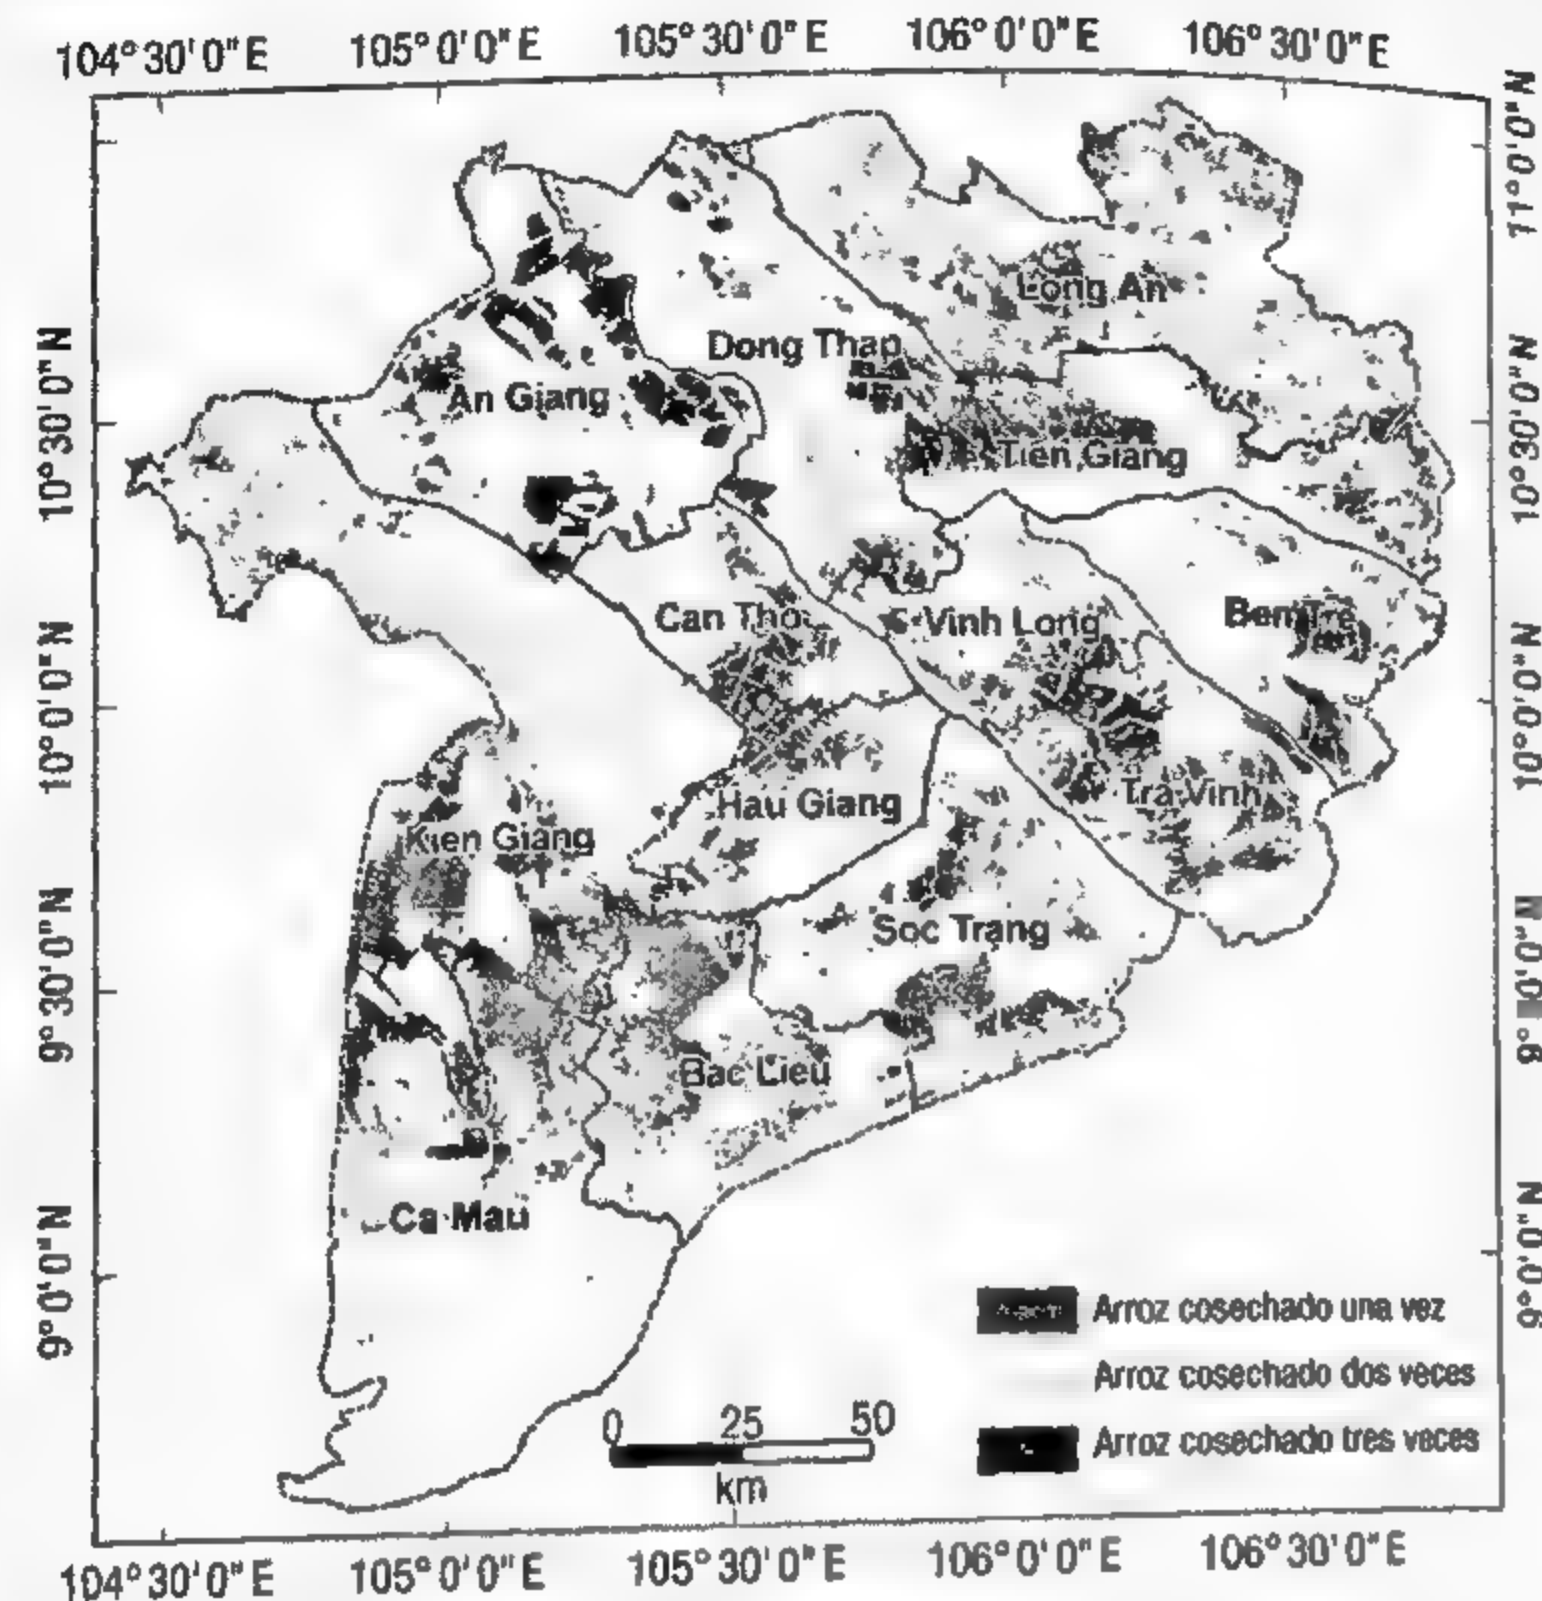 104°30'0"E 105°0'0"E 105°30'0"E 106°0'0"E 106°30'0"E
11°0'0"N
Long An
10°30'0"N
Dong Thap
10°30'0"N
An Giang
Tien Giang
Can Tho
Vinh Long
Ben Tre
10°0'0"N
10°0'0"N
Tra Vinh
Hau Giang
Kien Giang
Soc Trang
9°30'0"N
9°30'0"N
Bac Lieu
Ca Mau
9°0'0"N
9°0'0"N
Arroz cosechado una vez
Arroz cosechado dos veces
Arroz cosechado tres veces
0 25 50
km
104°30'0"E 105°0'0"E 105°30'0"E 106°0'0"E 106°30'0"E